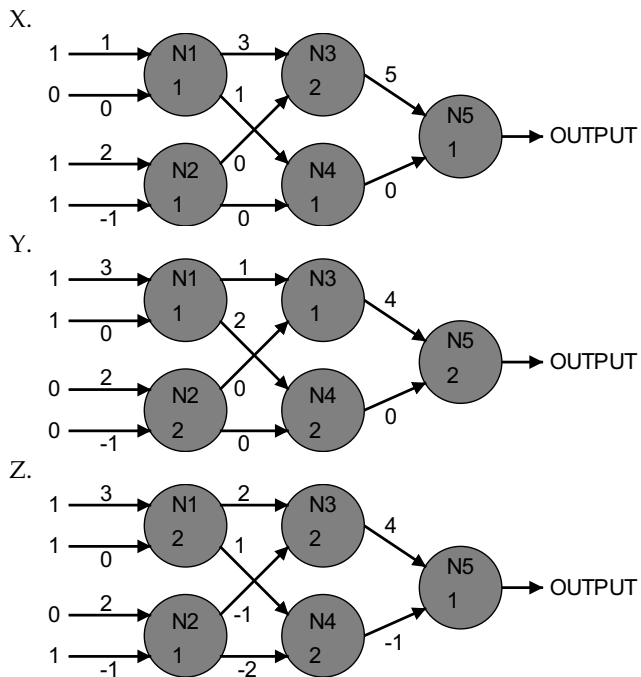 X.
1 1 N1 3 N3
1 2 5
0 0 1 N5
1 OUTPUT
1 2 N2 0 N4 0
1 -1 1 0 1
Y.
1 3 N1 1 N3
1 1 4
1 0 2 N5
2 OUTPUT
0 2 N2 0 N4 0
0 -1 2 0 2
Z.
1 3 N1 2 N3
2 2 4
1 0 1 N5
1 OUTPUT
0 2 N2 -1 N4 -1
1 -1 1 -2 2